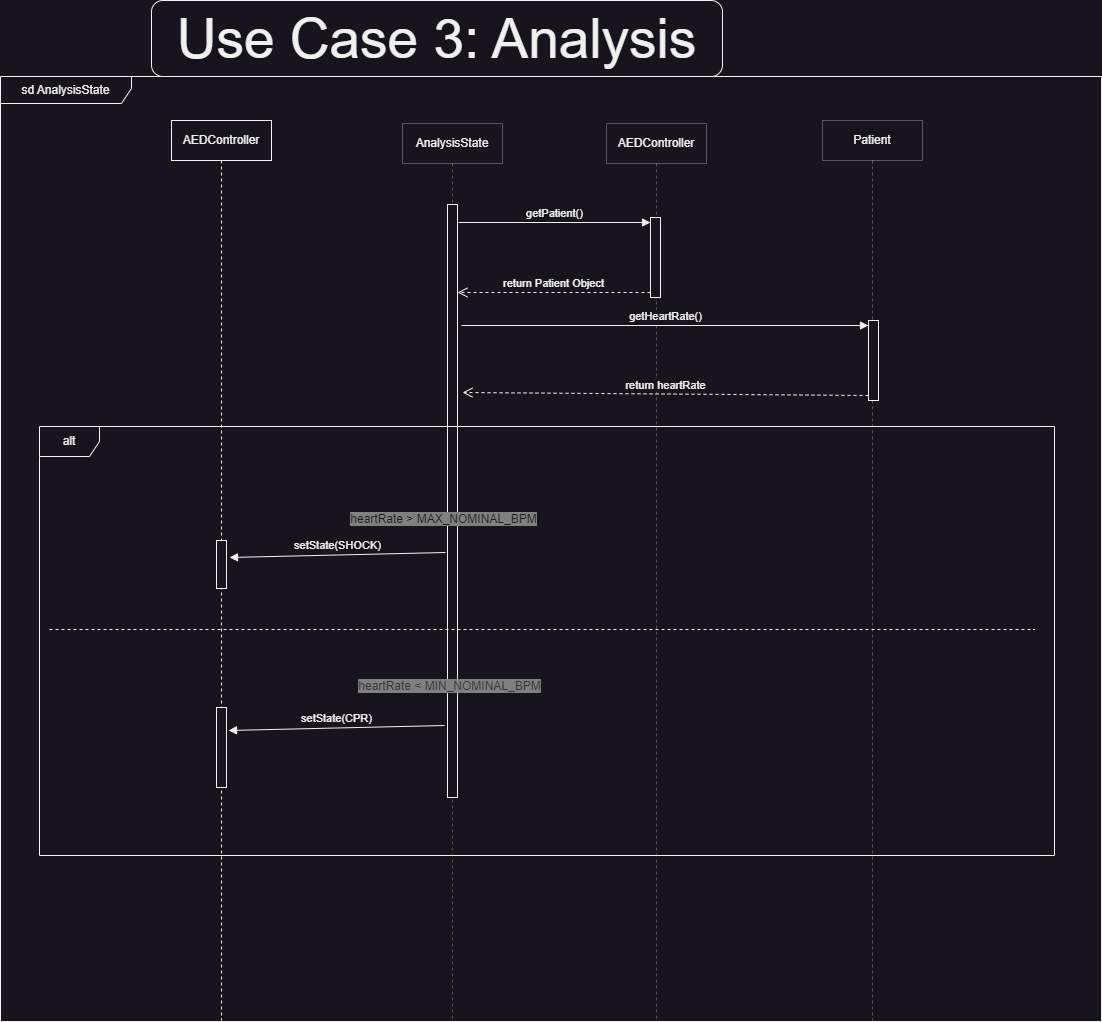 Use Case 3: Analysis
sd AnalysisState
AEDController
AnalysisState
AEDController
Patient
getPatient()
return Patient Object
getHeartRate()
return heartRate
alt
heartRate > MAX_NOMINAL_BPM
setState(SHOCK)
heartRate < MIN_NOMINAL_BPM
setState(CPR)